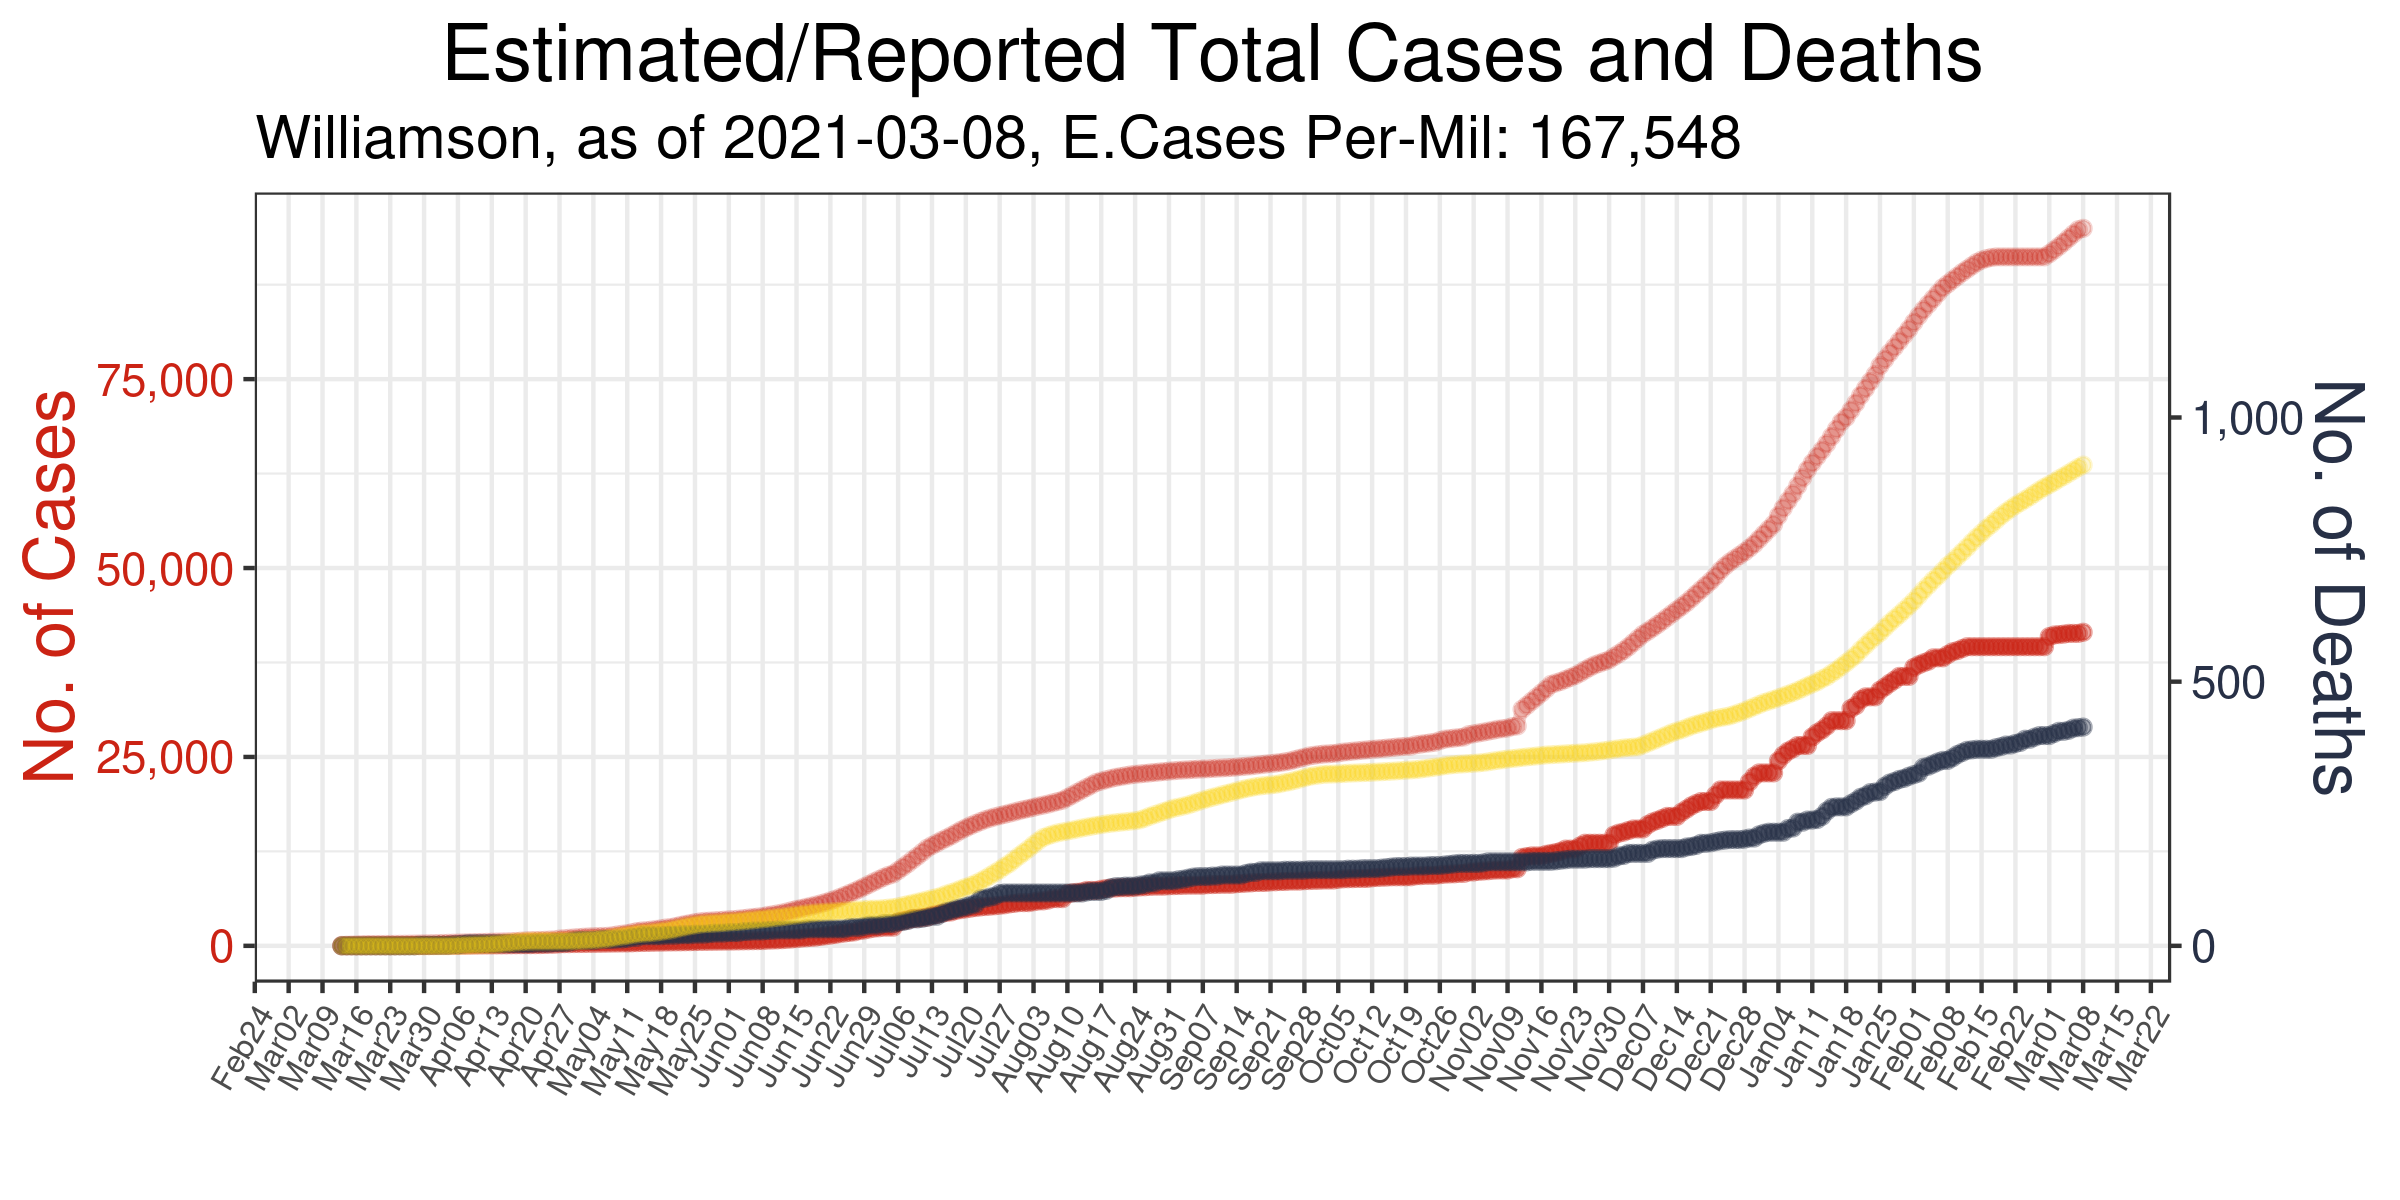 Estimated/Reported Total Cases and Deaths
Williamson, as of 2021-03-08, E.Cases Per-Mil: 167,548
No. of Cases
75,000
50,000
25,000
0
1,000
500
0
No. of Deaths
Feb24 Mar02 Mar09 Mar16 Mar23 Mar30 Apr06 Apr13 Apr20 Apr27 May04 May11 May18 May25 Jun01 Jun08 Jun15 Jun22 Jun29 Jul06 Jul13 Jul20 Jul27 Aug03 Aug10 Aug17 Aug24 Aug31 Sep07 Sep14 Sep21 Sep28 Oct05 Oct12 Oct19 Oct26 Nov02 Nov09 Nov16 Nov23 Nov30 Dec07 Dec14 Dec21 Dec28 Jan04 Jan11 Jan18 Jan25 Feb01 Feb08 Feb15 Feb22 Mar01 Mar08 Mar15 Mar22